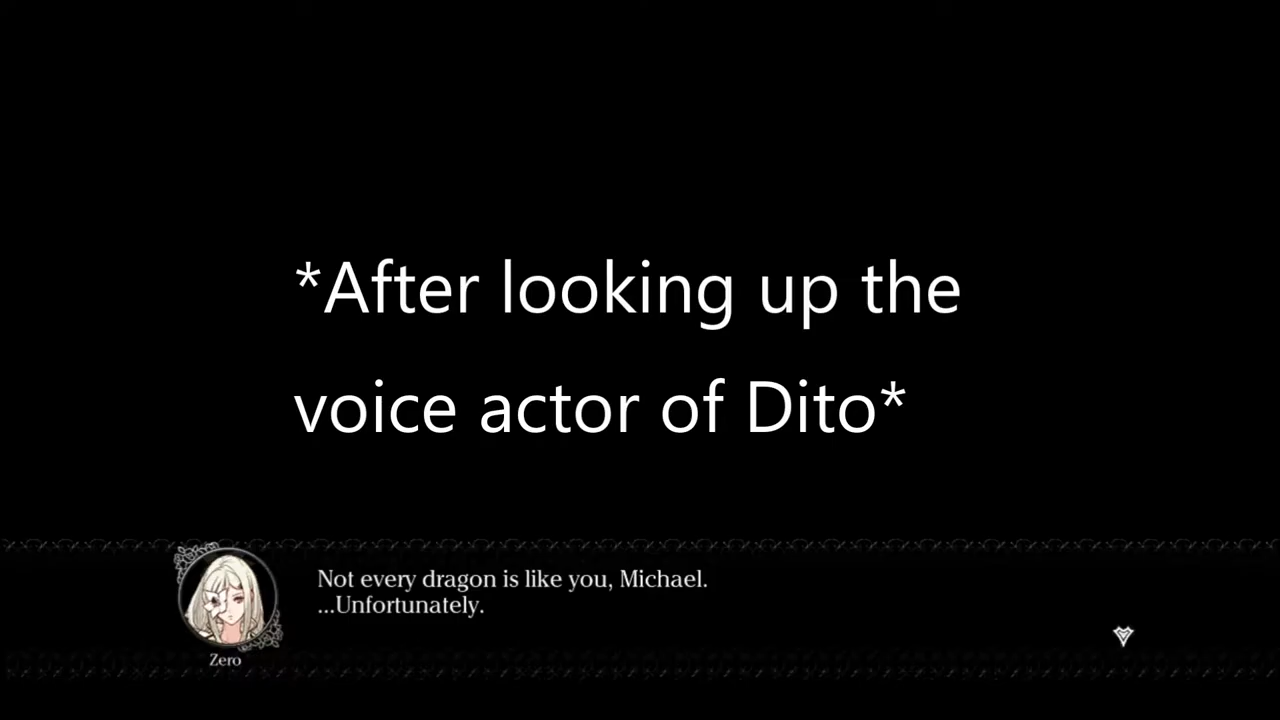 *After looking up the
voice actor of Dito*
Not every dragon is like you, Michael.
...Unfortunately.
Zero